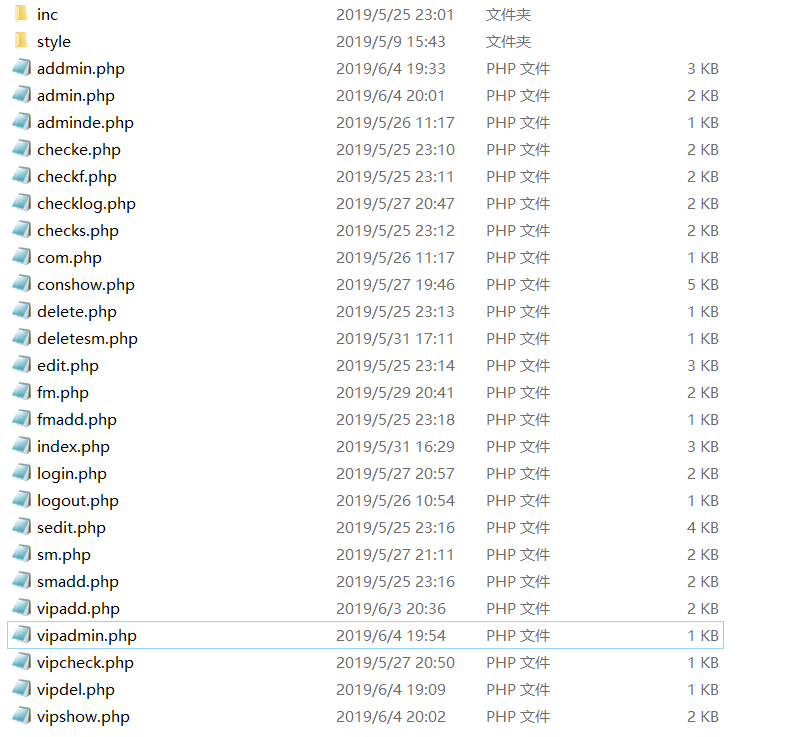 inc 2019/5/25 23:01 文件夹
style 2019/5/9 15:43 文件夹
addmin.php 2019/6/4 19:33 PHP 文件 3 KB
admin.php 2019/6/4 20:01 PHP 文件 2 KB
adminde.php 2019/5/26 11:17 PHP 文件 1 KB
checke.php 2019/5/25 23:10 PHP 文件 2 KB
checkf.php 2019/5/25 23:11 PHP 文件 2 KB
checklog.php 2019/5/27 20:47 PHP 文件 2 KB
checks.php 2019/5/25 23:12 PHP 文件 2 KB
com.php 2019/5/26 11:17 PHP 文件 1 KB
conshow.php 2019/5/27 19:46 PHP 文件 5 KB
delete.php 2019/5/25 23:13 PHP 文件 1 KB
deletesm.php 2019/5/31 17:11 PHP 文件 1 KB
edit.php 2019/5/25 23:14 PHP 文件 3 KB
fm.php 2019/5/29 20:41 PHP 文件 2 KB
fmadd.php 2019/5/25 23:18 PHP 文件 1 KB
index.php 2019/5/31 16:29 PHP 文件 3 KB
login.php 2019/5/27 20:57 PHP 文件 2 KB
logout.php 2019/5/26 10:54 PHP 文件 1 KB
sedit.php 2019/5/25 23:16 PHP 文件 4 KB
sm.php 2019/5/27 21:11 PHP 文件 2 KB
smadd.php 2019/5/25 23:16 PHP 文件 2 KB
vipadd.php 2019/6/3 20:36 PHP 文件 2 KB
vipadmin.php 2019/6/4 19:54 PHP 文件 1 KB
vipcheck.php 2019/5/27 20:50 PHP 文件 1 KB
vipdel.php 2019/6/4 19:09 PHP 文件 1 KB
vipshow.php 2019/6/4 20:02 PHP 文件 2 KB